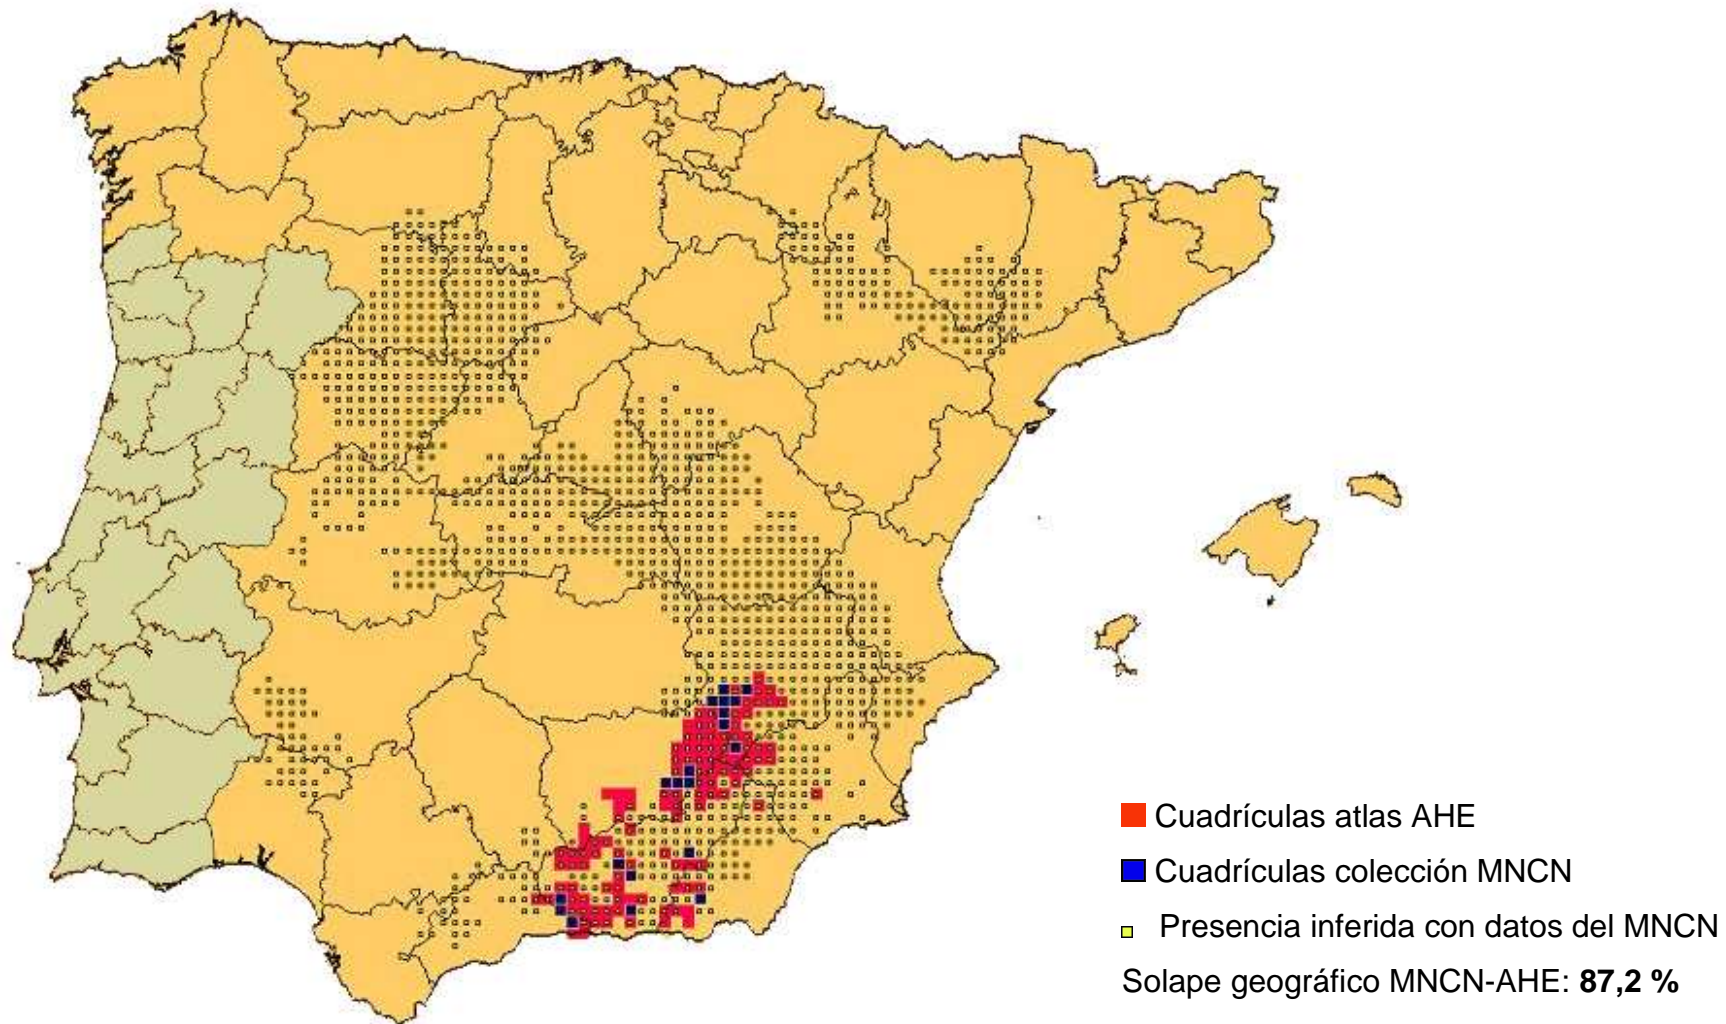 Cuadrículas atlas AHE
Cuadrículas colección MNCN
Presencia inferida con datos del MNCN
Solape geográfico MNCN-AHE: 87,2 %